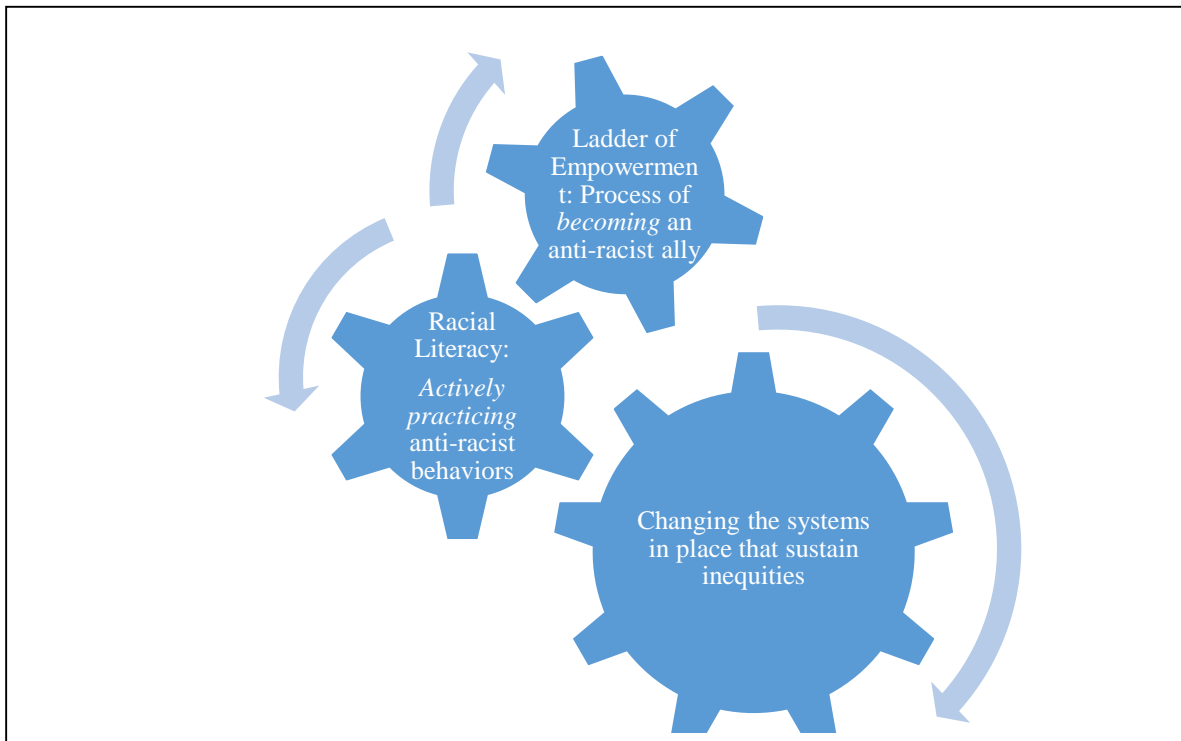 Ladder of
Empowermen
t: Process of
becoming an
anti-racist ally
Racial
Literacy:
Actively
practicing
anti-racist
behaviors
Changing the systems
in place that sustain
inequities